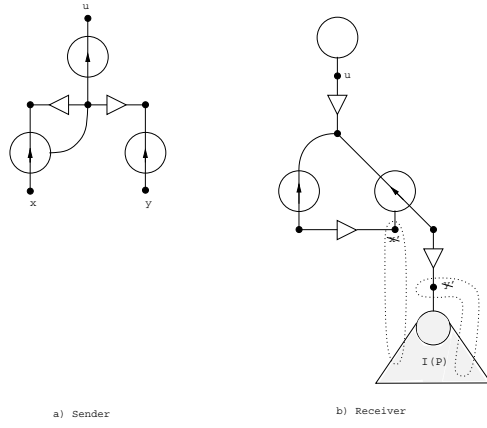 u
x
y
a) Sender
u
x'
y'
I(P)
b) Receiver